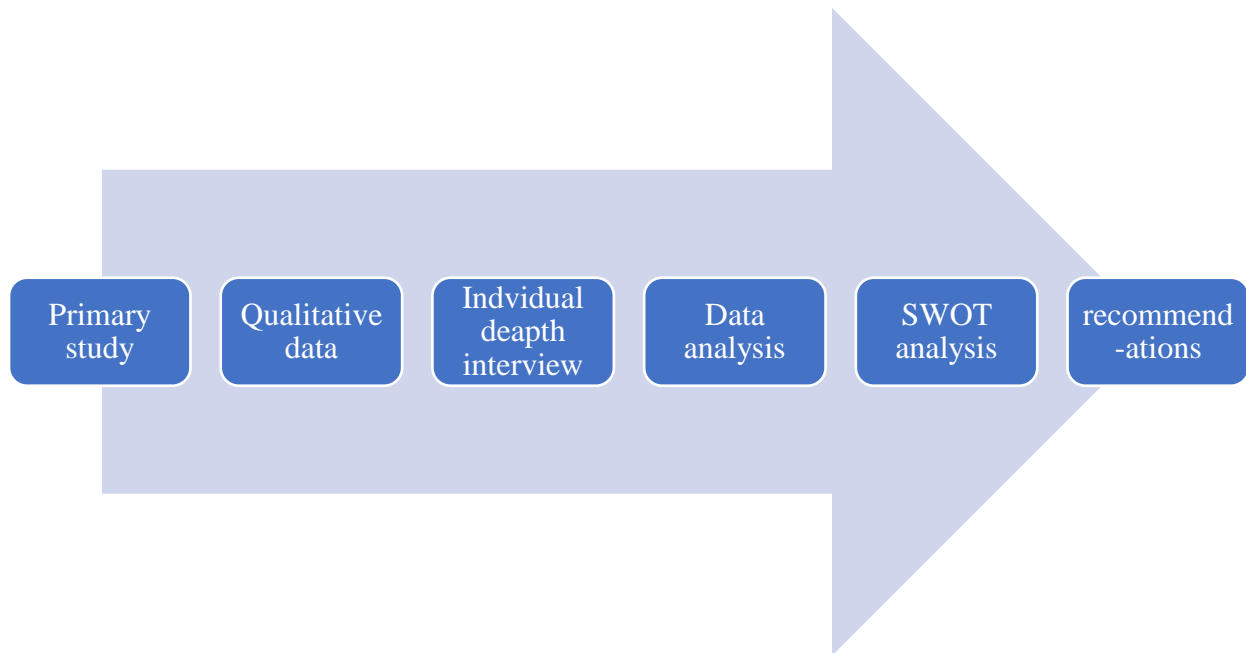 Primary
study
Qualitative
data
Indvidual
deapth
interview
Data
analysis
SWOT
analysis
recommend
-ations